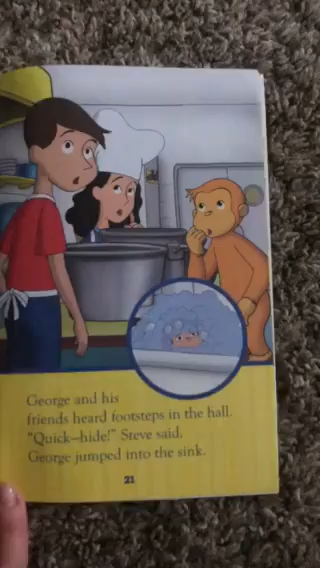 George and his
friends heard footsteps in the hall.
"Quick—hide!" Steve said.
George jumped into the sink.
21